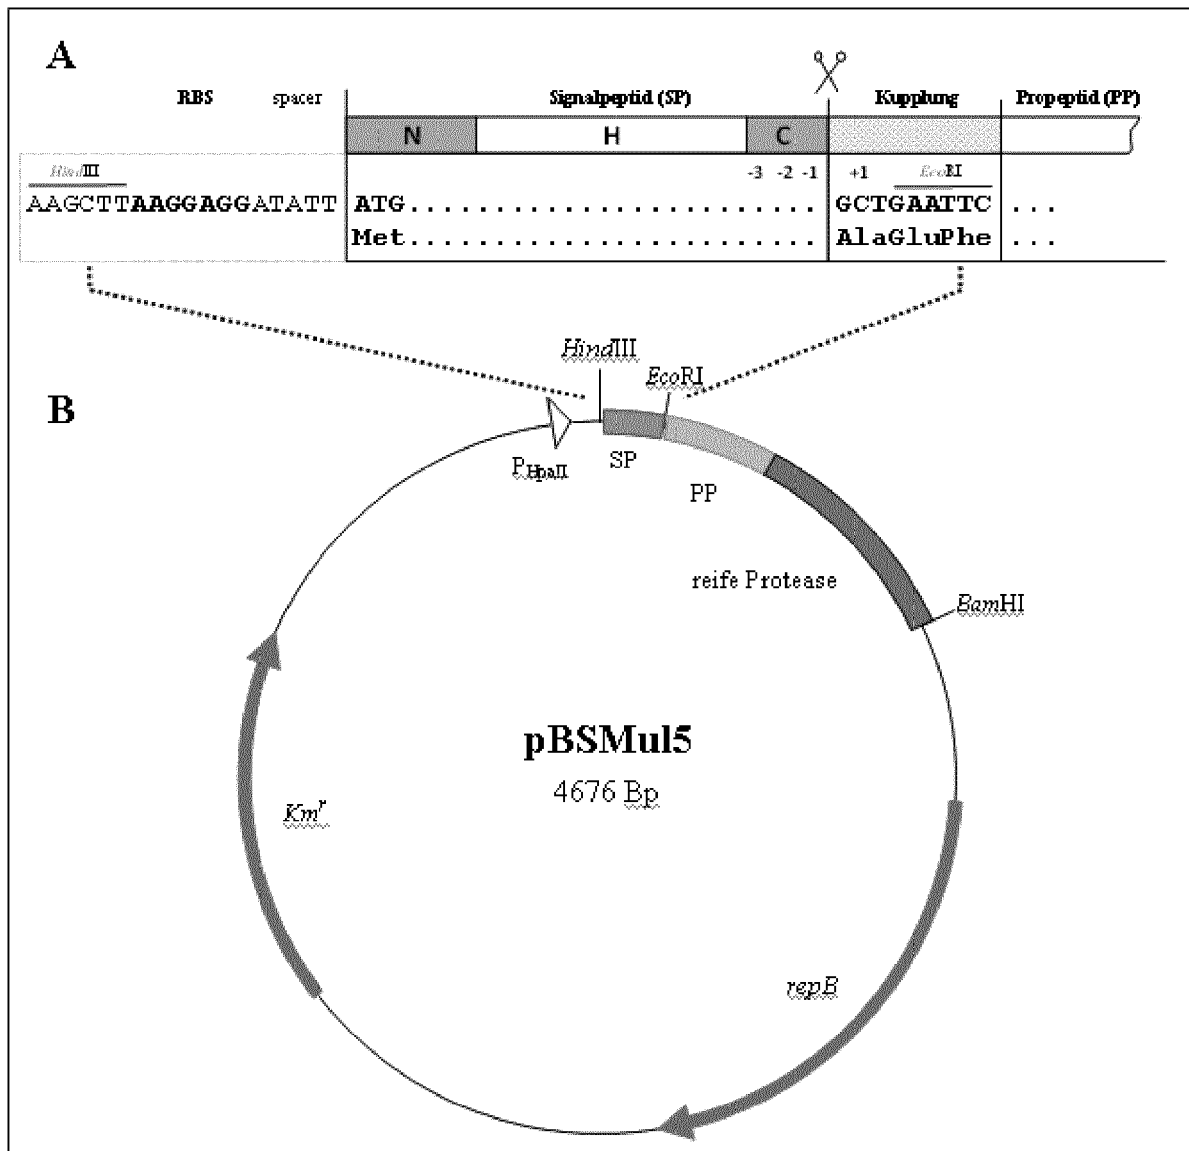 A
RBS spacer Signalpeptid (SP) Kupplung Propeptid (PP)
N H C
HindIII -3 -2 -1 +1 EcoRI
AAGCTTAAGGAGGATATT ATG.......................... GCTGAATTC ...
Met.......................... AlaGluPhe ...
HindIII
EcoRI
B
PHpaII
SP
PP
reife Protease
BamHI
pBSMul5
4676 Bp
Kmr
repB